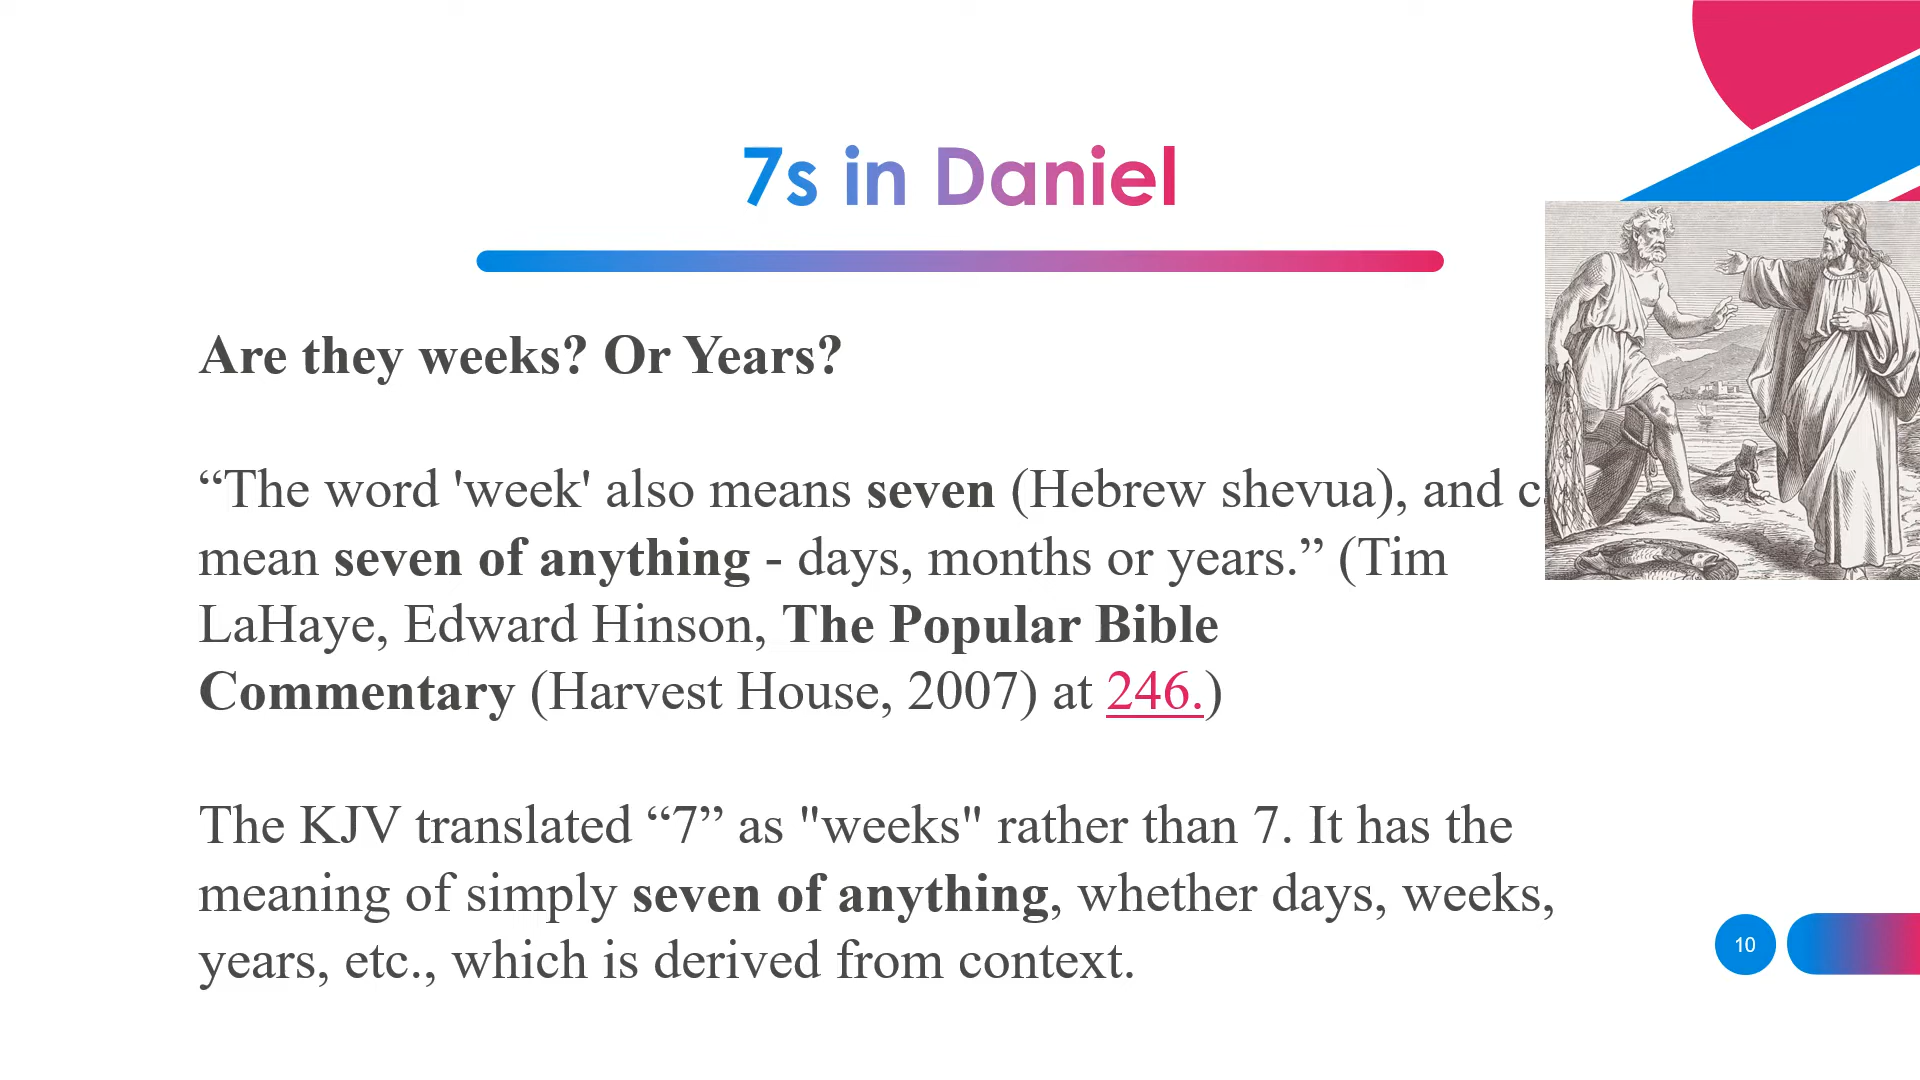 7s in Daniel
Are they weeks? Or Years?
“The word 'week' also means seven (Hebrew shevua), and
mean seven of anything - days, months or years.” (Tim
LaHaye, Edward Hinson, The Popular Bible
Commentary (Harvest House, 2007) at 246.)
The KJV translated “7” as "weeks" rather than 7. It has the
meaning of simply seven of anything, whether days, weeks,
years, etc., which is derived from context.
10